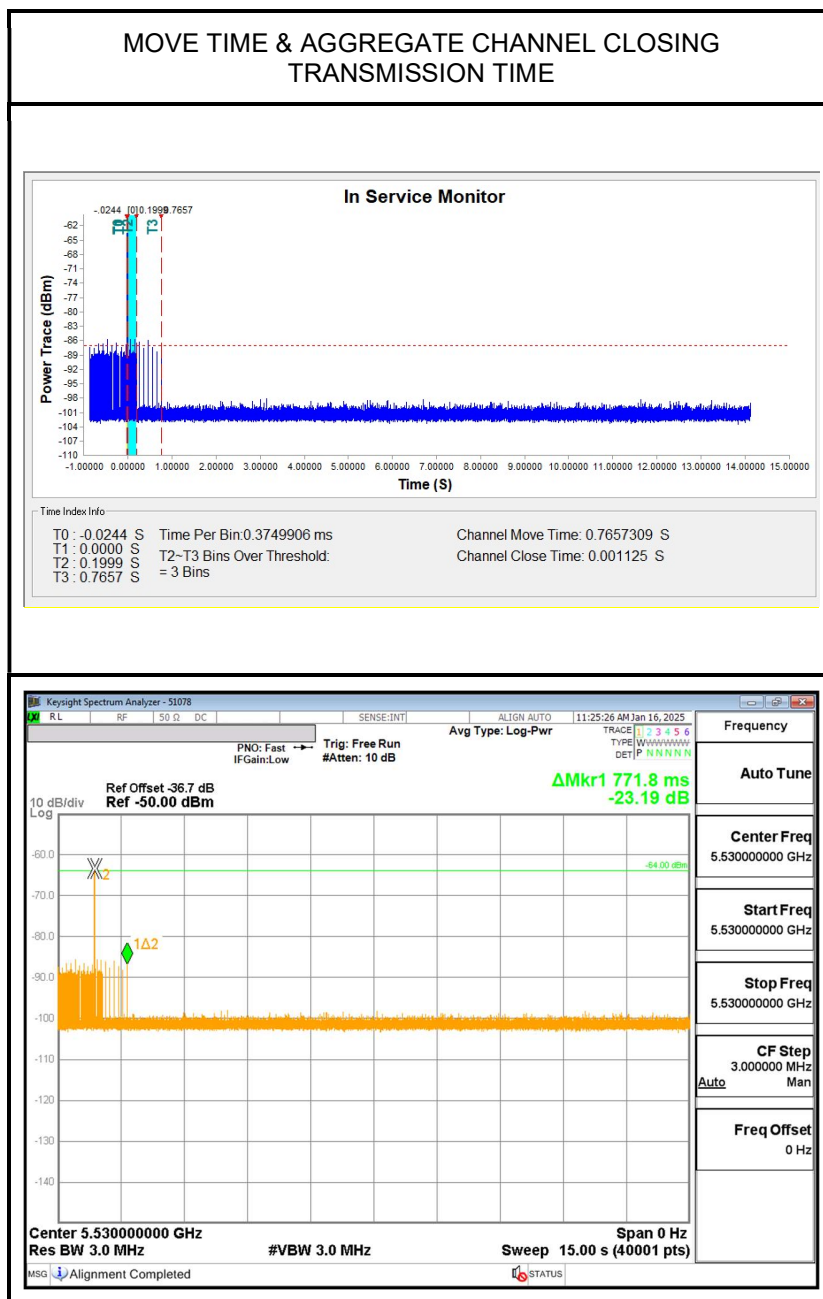 MOVE TIME & AGGREGATE CHANNEL CLOSING
TRANSMISSION TIME
In Service Monitor
-.0244 [0]0.1999 0.7657
T2
T3
-62
-65
-68
-71
-74
-77
-80
-83
-86
-89
-92
-95
-98
-101
-104
-107
-110
Power Trace (dBm)
-1.00000 0.00000 1.00000 2.00000 3.00000 4.00000 5.00000 6.00000 7.00000 8.00000 9.00000 10.00000 11.00000 12.00000 13.00000 14.00000 15.00000
Time (S)
Time Index Info
T0 : -0.0244 S Time Per Bin:0.3749906 ms Channel Move Time: 0.7657309 S
T1 : 0.0000 S T2~T3 Bins Over Threshold: Channel Close Time: 0.001125 S
T2 : 0.1999 S = 3 Bins
T3 : 0.7657 S
Keysight Spectrum Analyzer - 51078
LXI RL RF 50 Ω DC SENSE:INT ALIGN AUTO 11:25:26 AM Jan 16, 2025
Frequency
Avg Type: Log-Pwr TRACE 1 2 3 4 5 6
PNO: Fast Trig: Free Run TYPE WWWWWW
IFGain:Low #Atten: 10 dB DET P N N N N N
Auto Tune
ΔMkr1 771.8 ms
-23.19 dB
Ref Offset -36.7 dB
10 dB/div Ref -50.00 dBm
Log
Center Freq
5.530000000 GHz
-60.0
-64.00 dBm
2
-70.0
Start Freq
5.530000000 GHz
-80.0
1Δ2
-90.0
Stop Freq
5.530000000 GHz
-100
CF Step
3.000000 MHz
Auto Man
-110
-120
Freq Offset
0 Hz
-130
-140
Center 5.530000000 GHz Span 0 Hz
Res BW 3.0 MHz #VBW 3.0 MHz Sweep 15.00 s (40001 pts)
MSG Alignment Completed STATUS